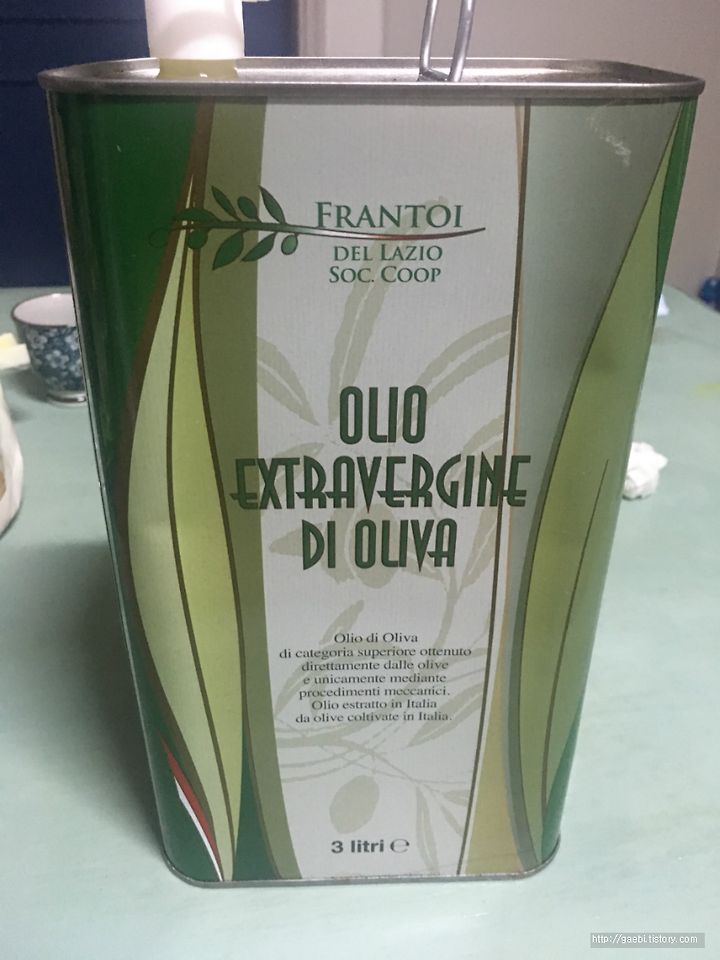 FRANTOI
DEL LAZIO
SOC. COOP
OLIO
EXTRAVERGINE
DI OLIVA
Olio di Oliva
di categoria superiore ottenuto
direttamente dalle olive
e unicamente mediante
procedimenti meccanici.
Olio estratto in Italia
da olive coltivate in Italia.
3 litri ℮
http://gaebi.tistory.com